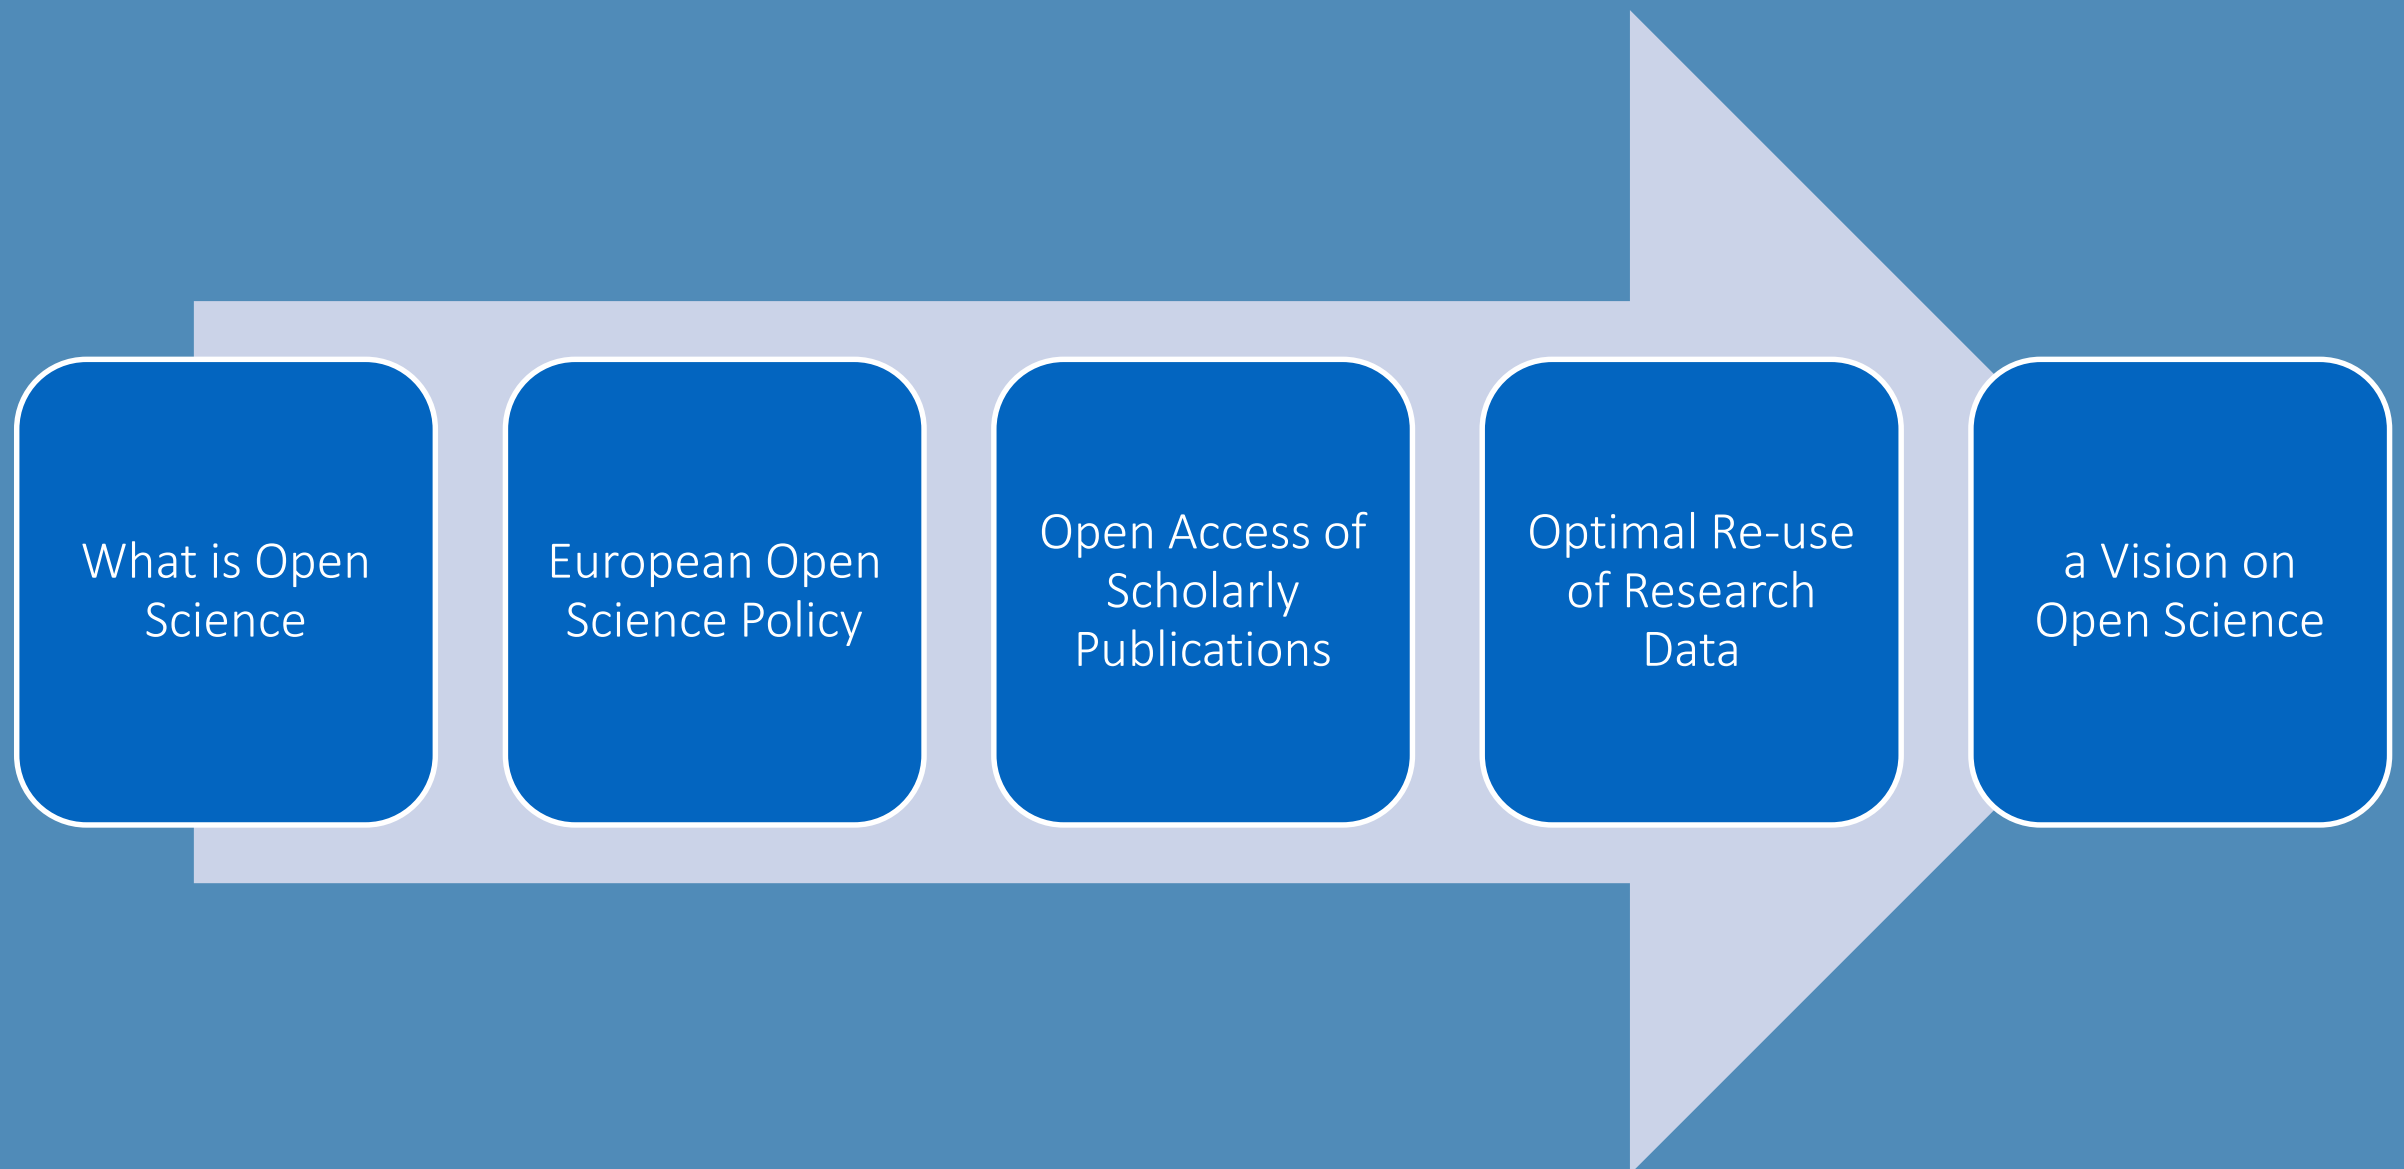 What is Open
Science
European Open
Science Policy
Open Access of
Scholarly
Publications
Optimal Re-use
of Research
Data
a Vision on
Open Science